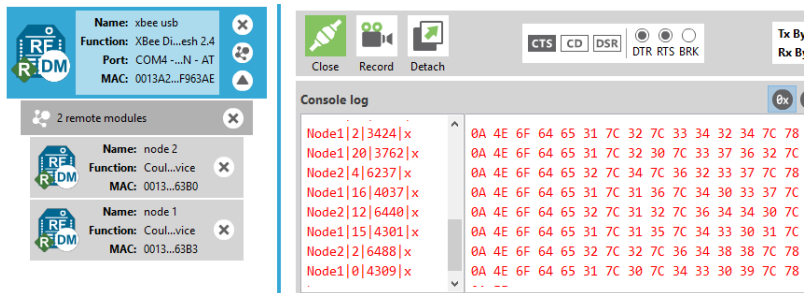 Name: xbee usb
Function: XBee Di...esh 2.4
Port: COM4 -...N - AT
MAC: 0013A2...F963AE
RF
R DM
2 remote modules
Name: node 2
Function: Coul...vice
MAC: 0013...63B0
RF
R DM
Name: node 1
Function: Coul...vice
MAC: 0013...63B3
RF
R DM
Close Record Detach
CTS CD DSR
DTR RTS BRK
Tx By
Rx By
Console log
0x
Node1|2|3424|x 0A 4E 6F 64 65 31 7C 32 7C 33 34 32 34 7C 78
Node1|20|3762|x 0A 4E 6F 64 65 31 7C 32 30 7C 33 37 36 32 7C
Node2|4|6237|x 0A 4E 6F 64 65 32 7C 34 7C 36 32 33 37 7C 78
Node1|16|4037|x 0A 4E 6F 64 65 31 7C 31 36 7C 34 30 33 37 7C
Node2|12|6440|x 0A 4E 6F 64 65 32 7C 31 32 7C 36 34 34 30 7C
Node1|15|4301|x 0A 4E 6F 64 65 31 7C 31 35 7C 34 33 30 31 7C
Node2|2|6488|x 0A 4E 6F 64 65 32 7C 32 7C 36 34 38 38 7C 78
Node1|0|4309|x 0A 4E 6F 64 65 31 7C 30 7C 34 33 30 39 7C 78